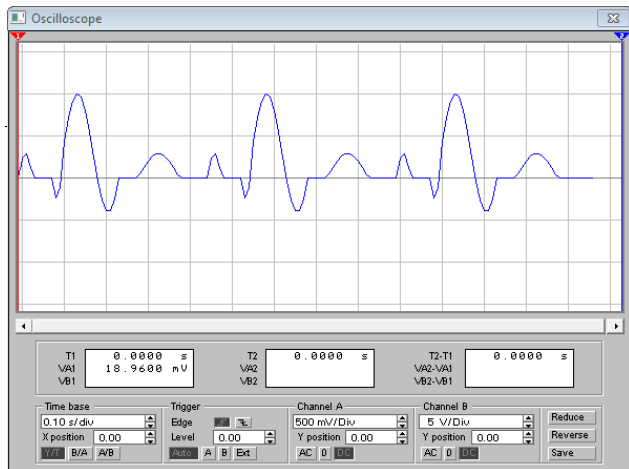 Oscilloscope
1 2
T1 0.0000 s T2 0.0000 s T2-T1 0.0000 s
VA1 18.9600 mV VA2 VA2-VA1
VB1 VB2 VB2-VB1
Time base Trigger Channel A Channel B
0.10 s/div Edge 500 mV/Div 5 V/Div Reduce
X position 0.00 Level 0.00 Y position 0.00 Y position 0.00 Reverse
Y/T B/A A/B Auto A B Ext AC 0 DC AC 0 DC Save